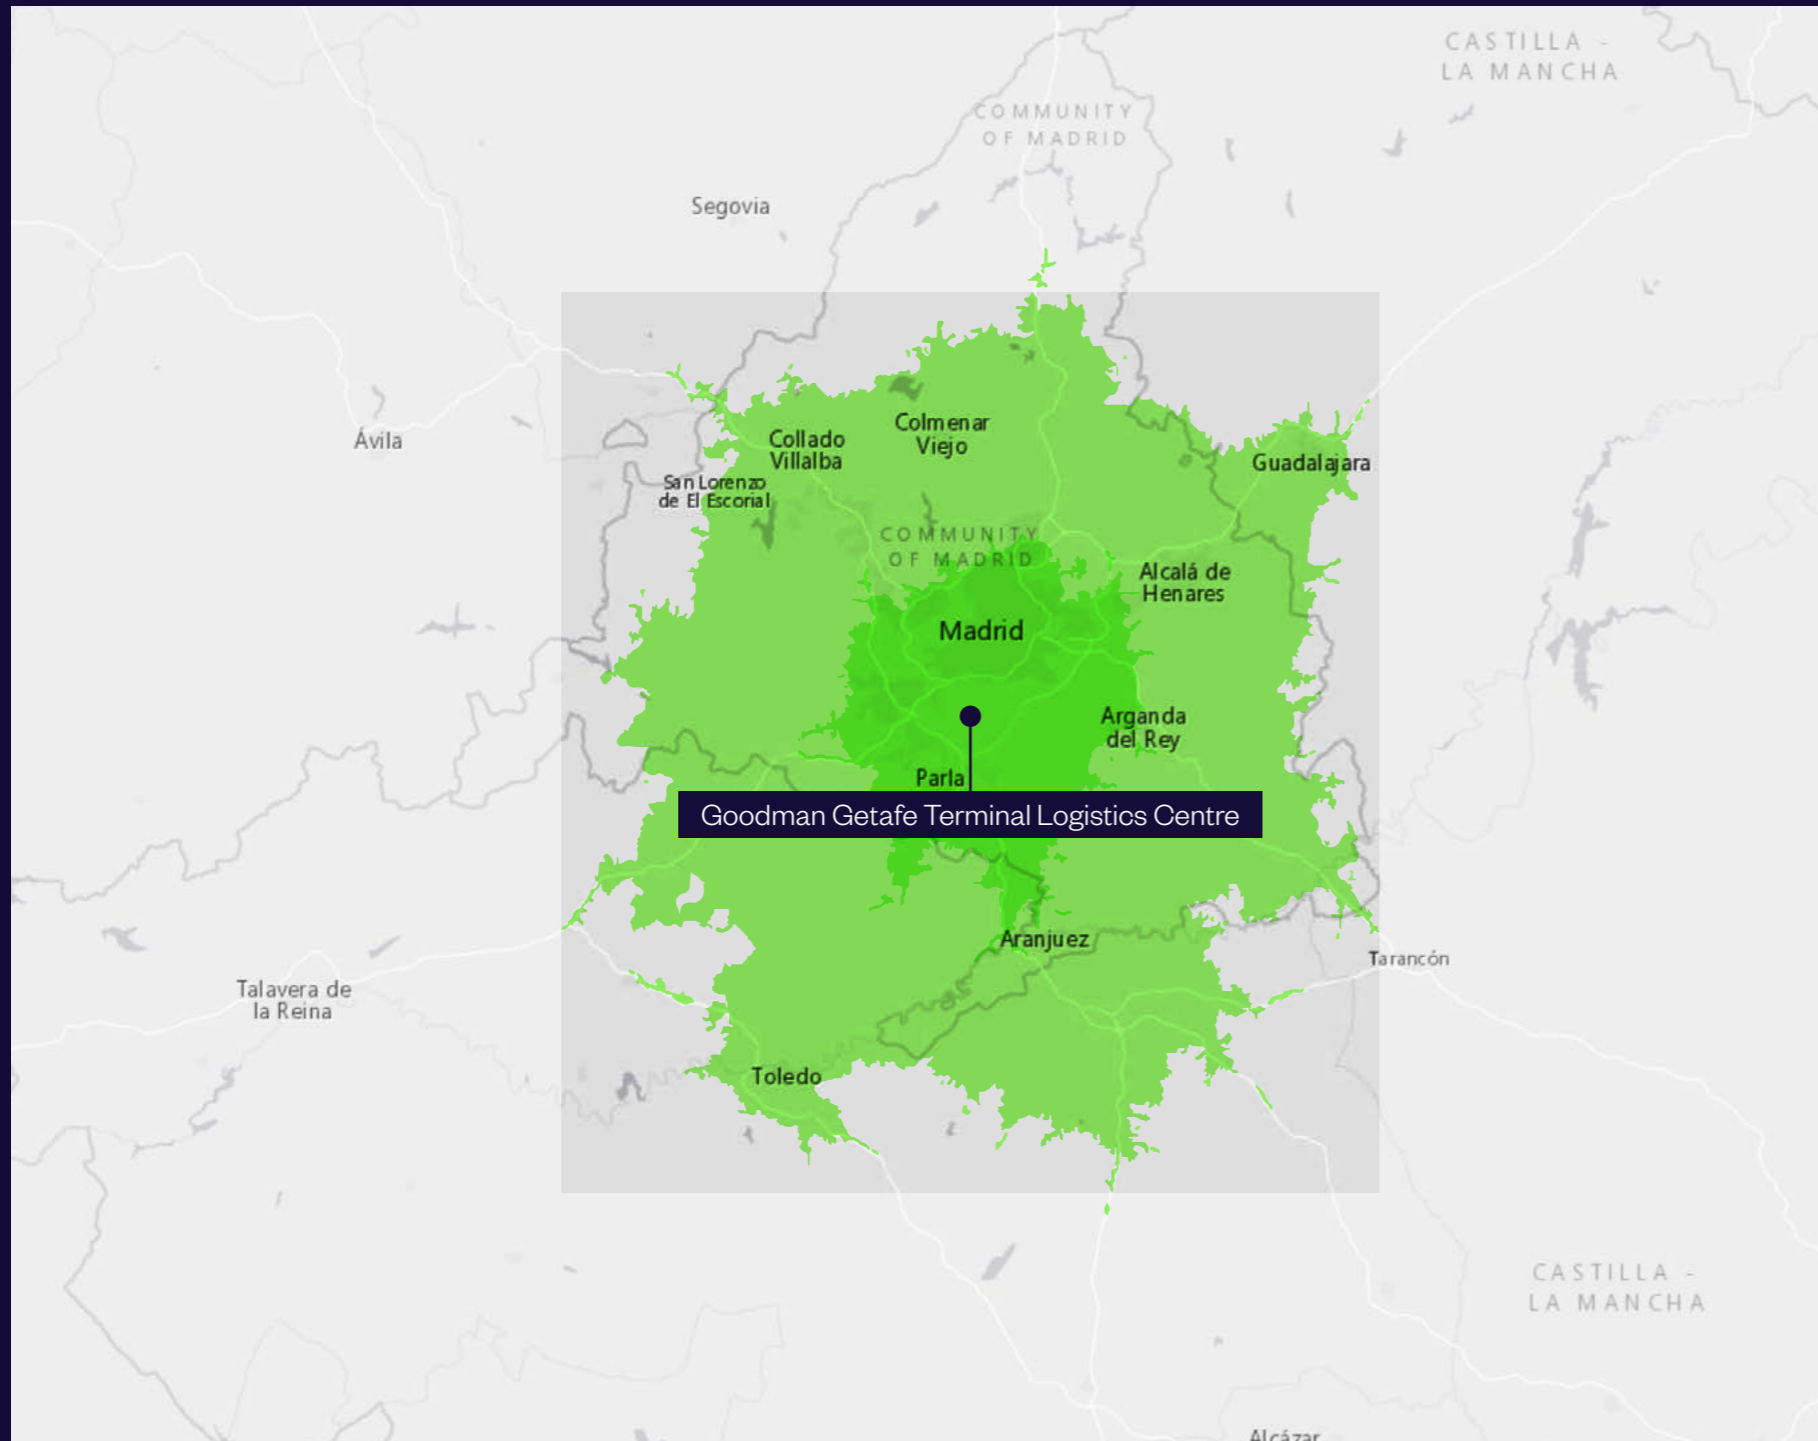 CASTILLA -
LA MANCHA
COMMUNITY
OF MADRID
Segovia
Ávila
Collado
Villalba
Colmenar
Viejo
San Lorenzo
de El Escorial
Guadalajara
COMMUNITY
OF MADRID
Alcalá de
Henares
Madrid
Arganda
del Rey
Parla
Goodman Getafe Terminal Logistics Centre
Aranjuez
Tarancón
Talavera de
la Reina
Toledo
CASTILLA -
LA MANCHA
Alcázar